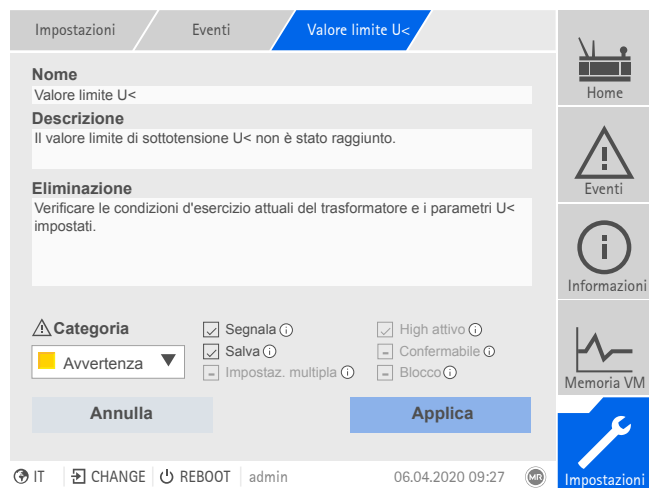 Impostazioni Eventi Valore limite U<
Nome
Valore limite U<
Descrizione
Il valore limite di sottotensione U< non è stato raggiunto.
Eliminazione
Verificare le condizioni d'esercizio attuali del trasformatore e i parametri U<
impostati.
Categoria
Avvertenza
Segnala
Salva
Impostaz. multipla
High attivo
Confermabile
Blocco
Annulla
Applica
IT CHANGE REBOOT admin 06.04.2020 09:27 MR
Home
Eventi
Informazioni
Memoria VM
Impostazioni